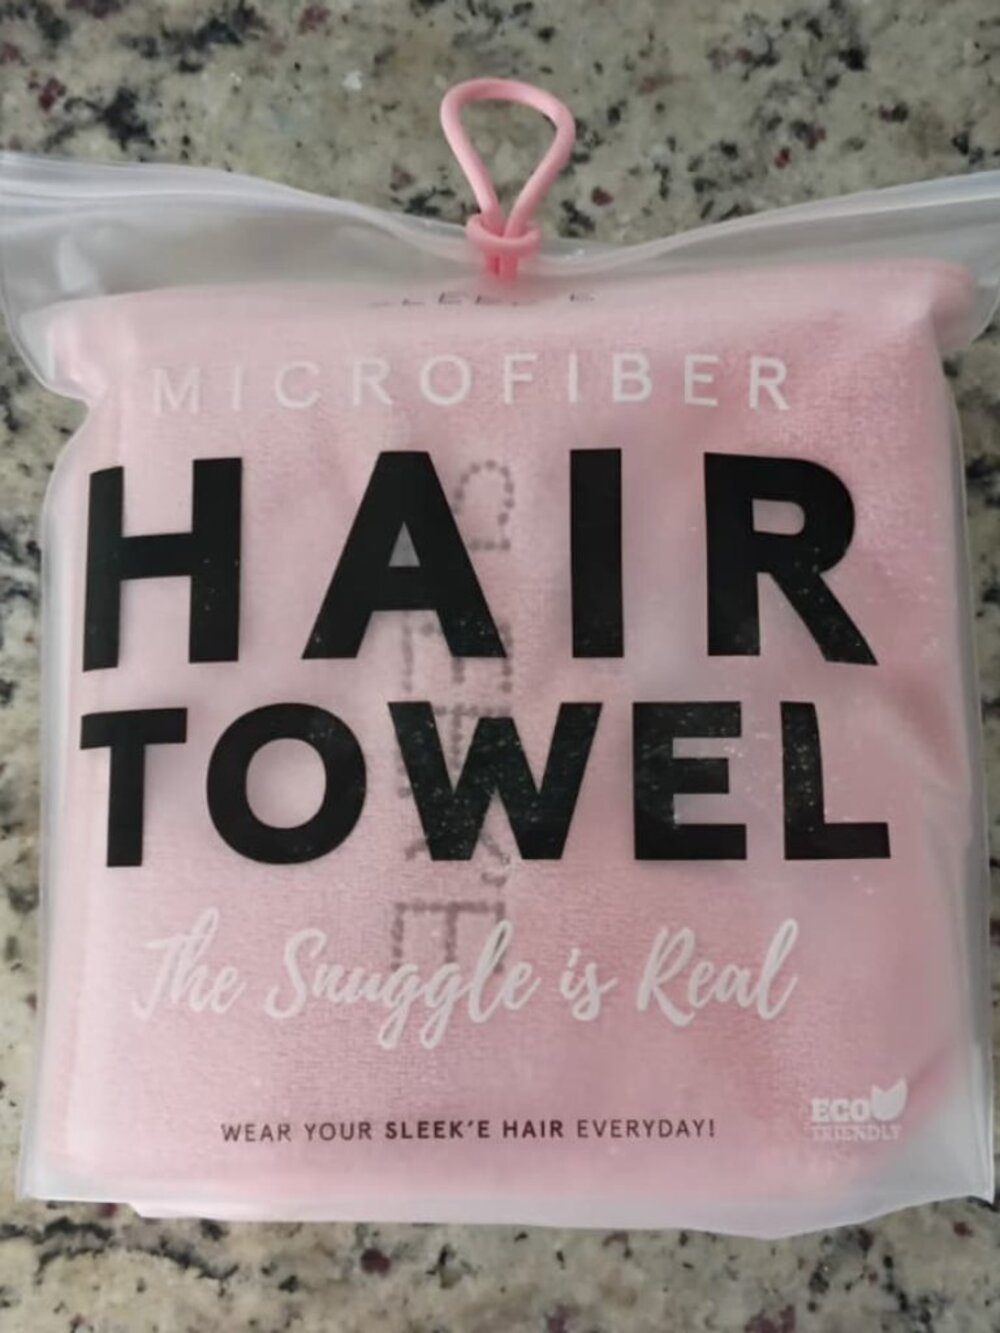 MICROFIBER
HAIR
TOWEL
The Snuggle is Real
WEAR YOUR SLEEK'E HAIR EVERYDAY!
ECO
FRIENDLY